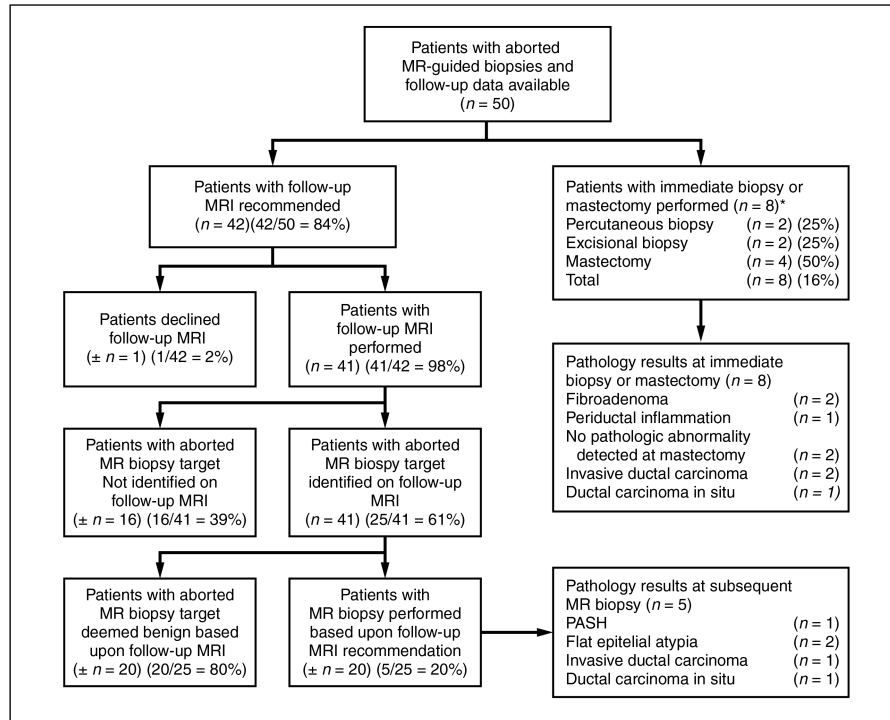 Patients with aborted
MR-guided biopsies and
follow-up data available
(n = 50)
Patients with follow-up
MRI recommended
(n = 42)(42/50 = 84%)
Patients with immediate biopsy or
mastectomy performed (n = 8)*
Percutaneous biopsy (n = 2) (25%)
Excisional biopsy (n = 2) (25%)
Mastectomy (n = 4) (50%)
Total (n = 8) (16%)
Patients declined
follow-up MRI
(± n = 1) (1/42 = 2%)
Patients with
follow-up MRI
performed
(n = 41) (41/42 = 98%)
Pathology results at immediate
biopsy or mastectomy (n = 8)
Fibroadenoma (n = 2)
Periductal inflammation (n = 1)
No pathologic abnormality
detected at mastectomy (n = 2)
Invasive ductal carcinoma (n = 2)
Ductal carcinoma in situ (n = 1)
Patients with aborted
MR biopsy target
Not identified on
follow-up MRI
(± n = 16) (16/41 = 39%)
Patients with aborted
MR biospy target
identified on follow-up
MRI
(n = 41) (25/41 = 61%)
Patients with aborted
MR biopsy target
deemed benign based
upon follow-up MRI
(± n = 20) (20/25 = 80%)
Patients with
MR biopsy performed
based upon follow-up
MRI recommendation
(± n = 20) (5/25 = 20%)
Pathology results at subsequent
MR biopsy (n = 5)
PASH (n = 1)
Flat epitelial atypia (n = 2)
Invasive ductal carcinoma (n = 1)
Ductal carcinoma in situ (n = 1)